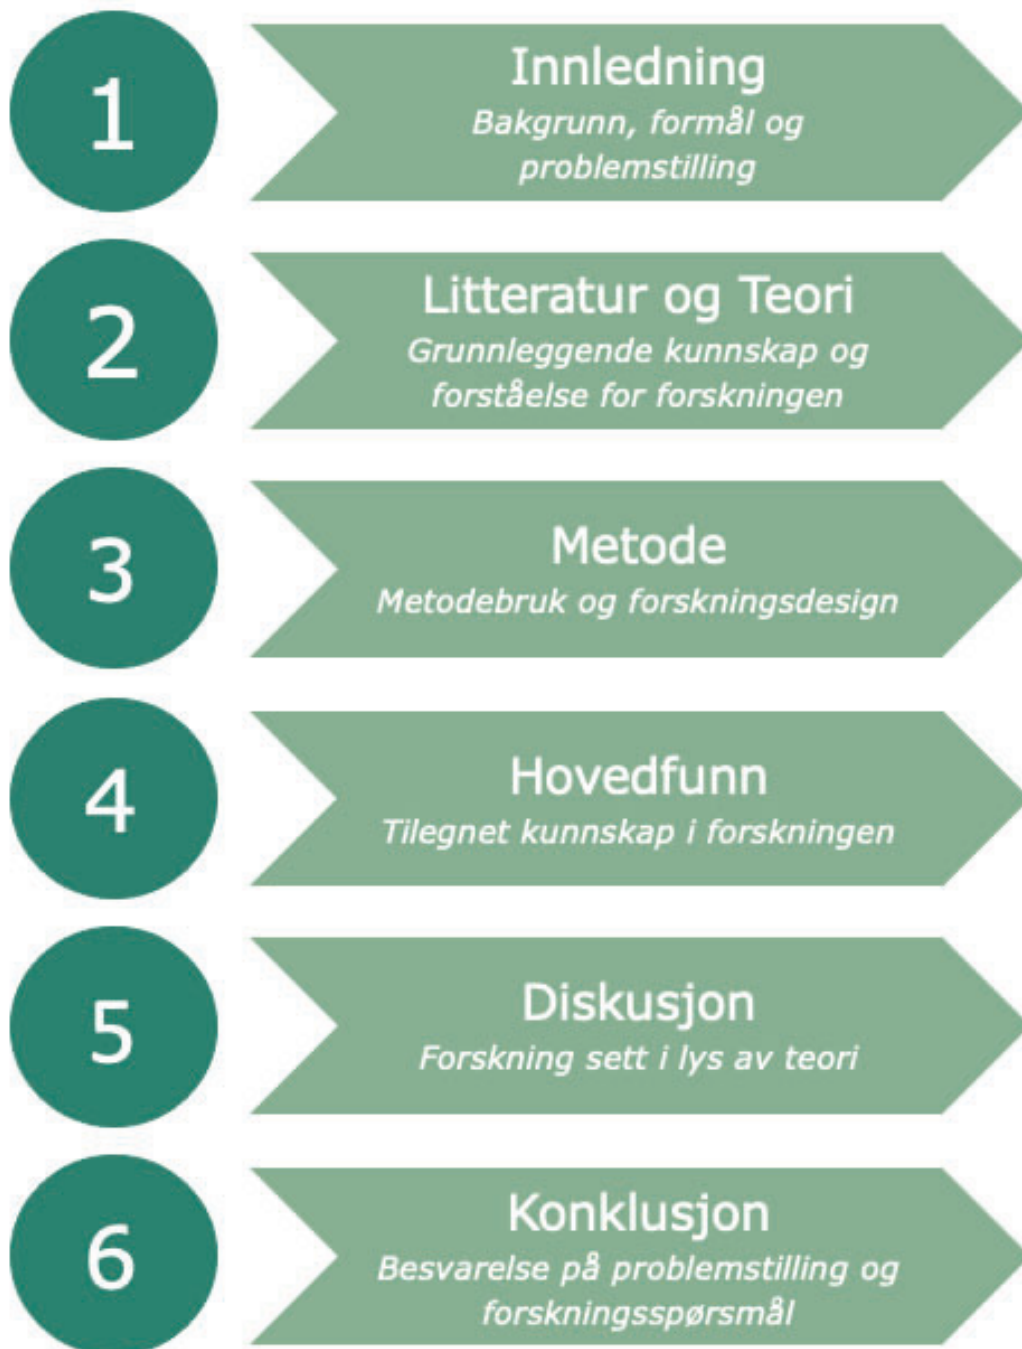 1
Innledning
Bakgrunn, formål og
problemstilling
2
Litteratur og Teori
Grunnleggende kunnskap og
forståelse for forskningen
3
Metode
Metodebruk og forskningsdesign
4
Hovedfunn
Tilegnet kunnskap i forskningen
5
Diskusjon
Forskning sett i lys av teori
6
Konklusjon
Besvarelse på problemstilling og
forskningsspørsmål